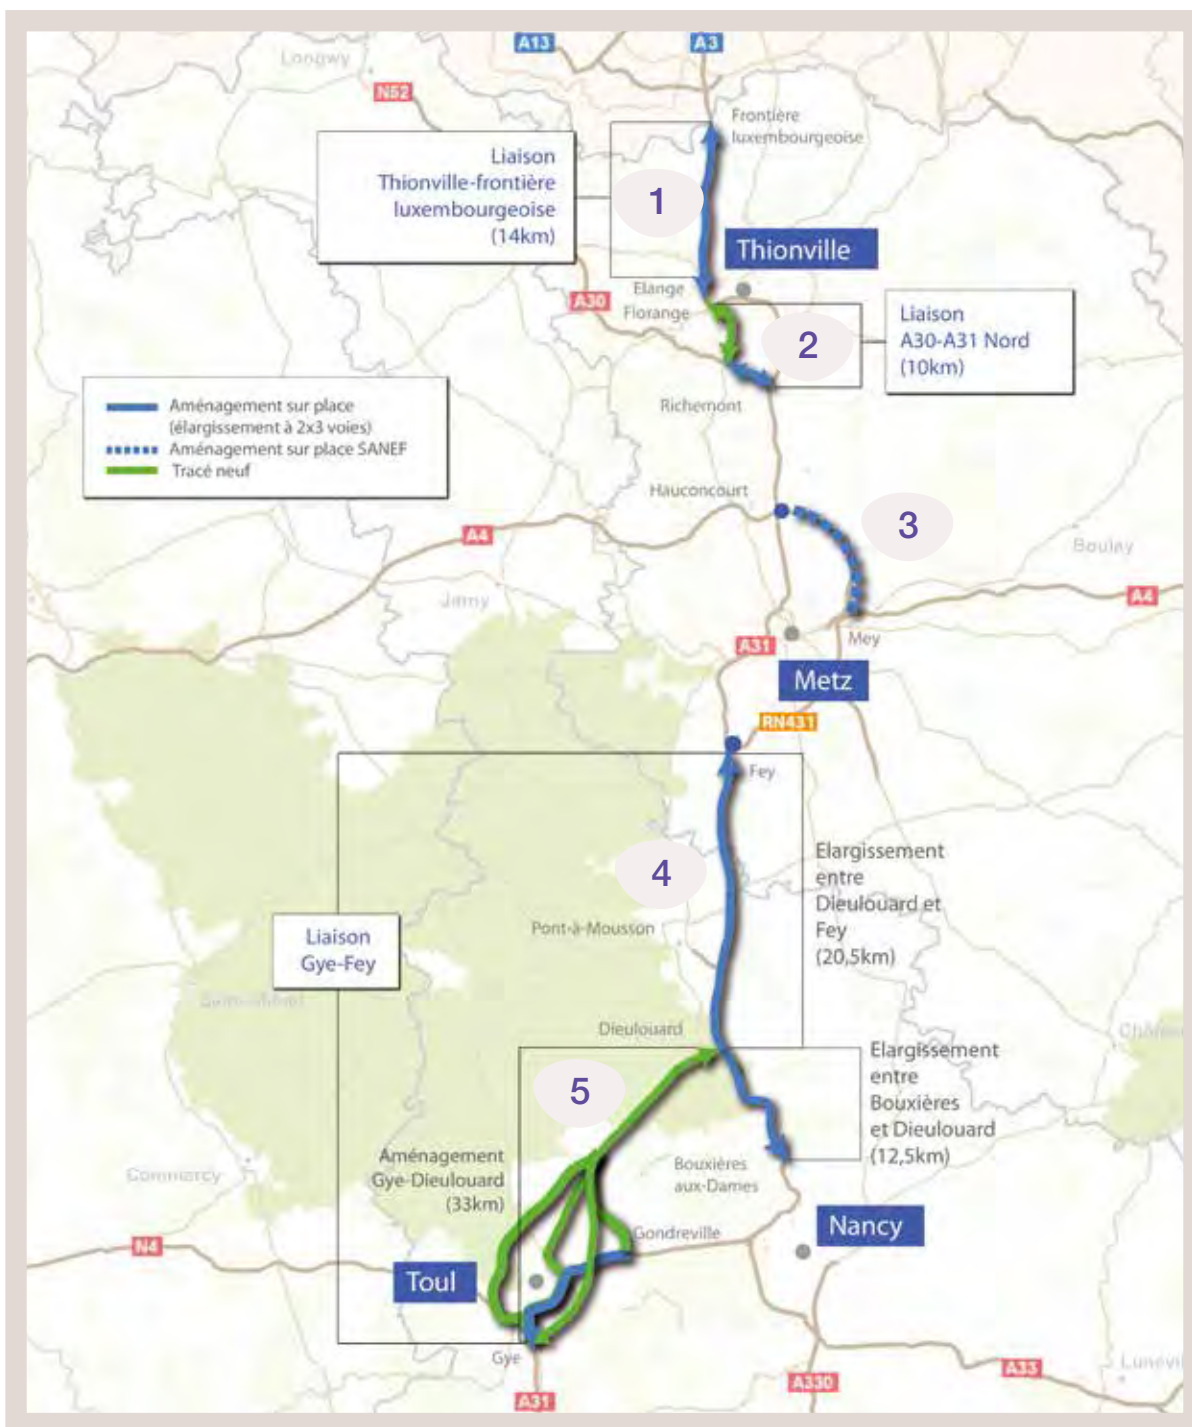 A13
A3
Longwy
N52
Frontière
luxembourgeoise
Liaison
Thionville-frontière
luxembourgeoise
(14km)
1
Thionville
Elange
Florange
A30
2
Liaison
A30-A31 Nord
(10km)
Richemont
Aménagement sur place
(élargissement à 2x3 voies)
Aménagement sur place SANEF
Tracé neuf
Hauconcourt
3
A4
Boulay
Jarny
A4
Mey
A31
Metz
RN431
Fey
4
Elargissement
entre
Dieulouard et
Fey
(20,5km)
Pont-à-Mousson
Liaison
Gye-Fey
Dieulouard
5
Elargissement
entre
Bouxières
et Dieulouard
(12,5km)
Aménagement
Gye-Dieulouard
(33km)
Commercy
Bouxières
aux-Dames
Gondreville
Nancy
N4
Toul
Gye
A33
A330
A31